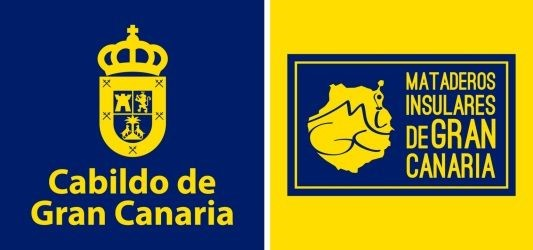 Cabildo de
Gran Canaria
MATADEROS
INSULARES
DE GRAN
CANARIA